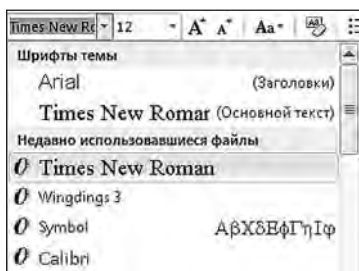 Times New Ro 12 A A Aa
Шрифты темы
Arial (Заголовки)
Times New Roman (Основной текст)
Недавно использовавшиеся файлы
O Times New Roman
O Wingdings 3
O Symbol ΑβΧδΕϕΓηΙφ
O Calibri